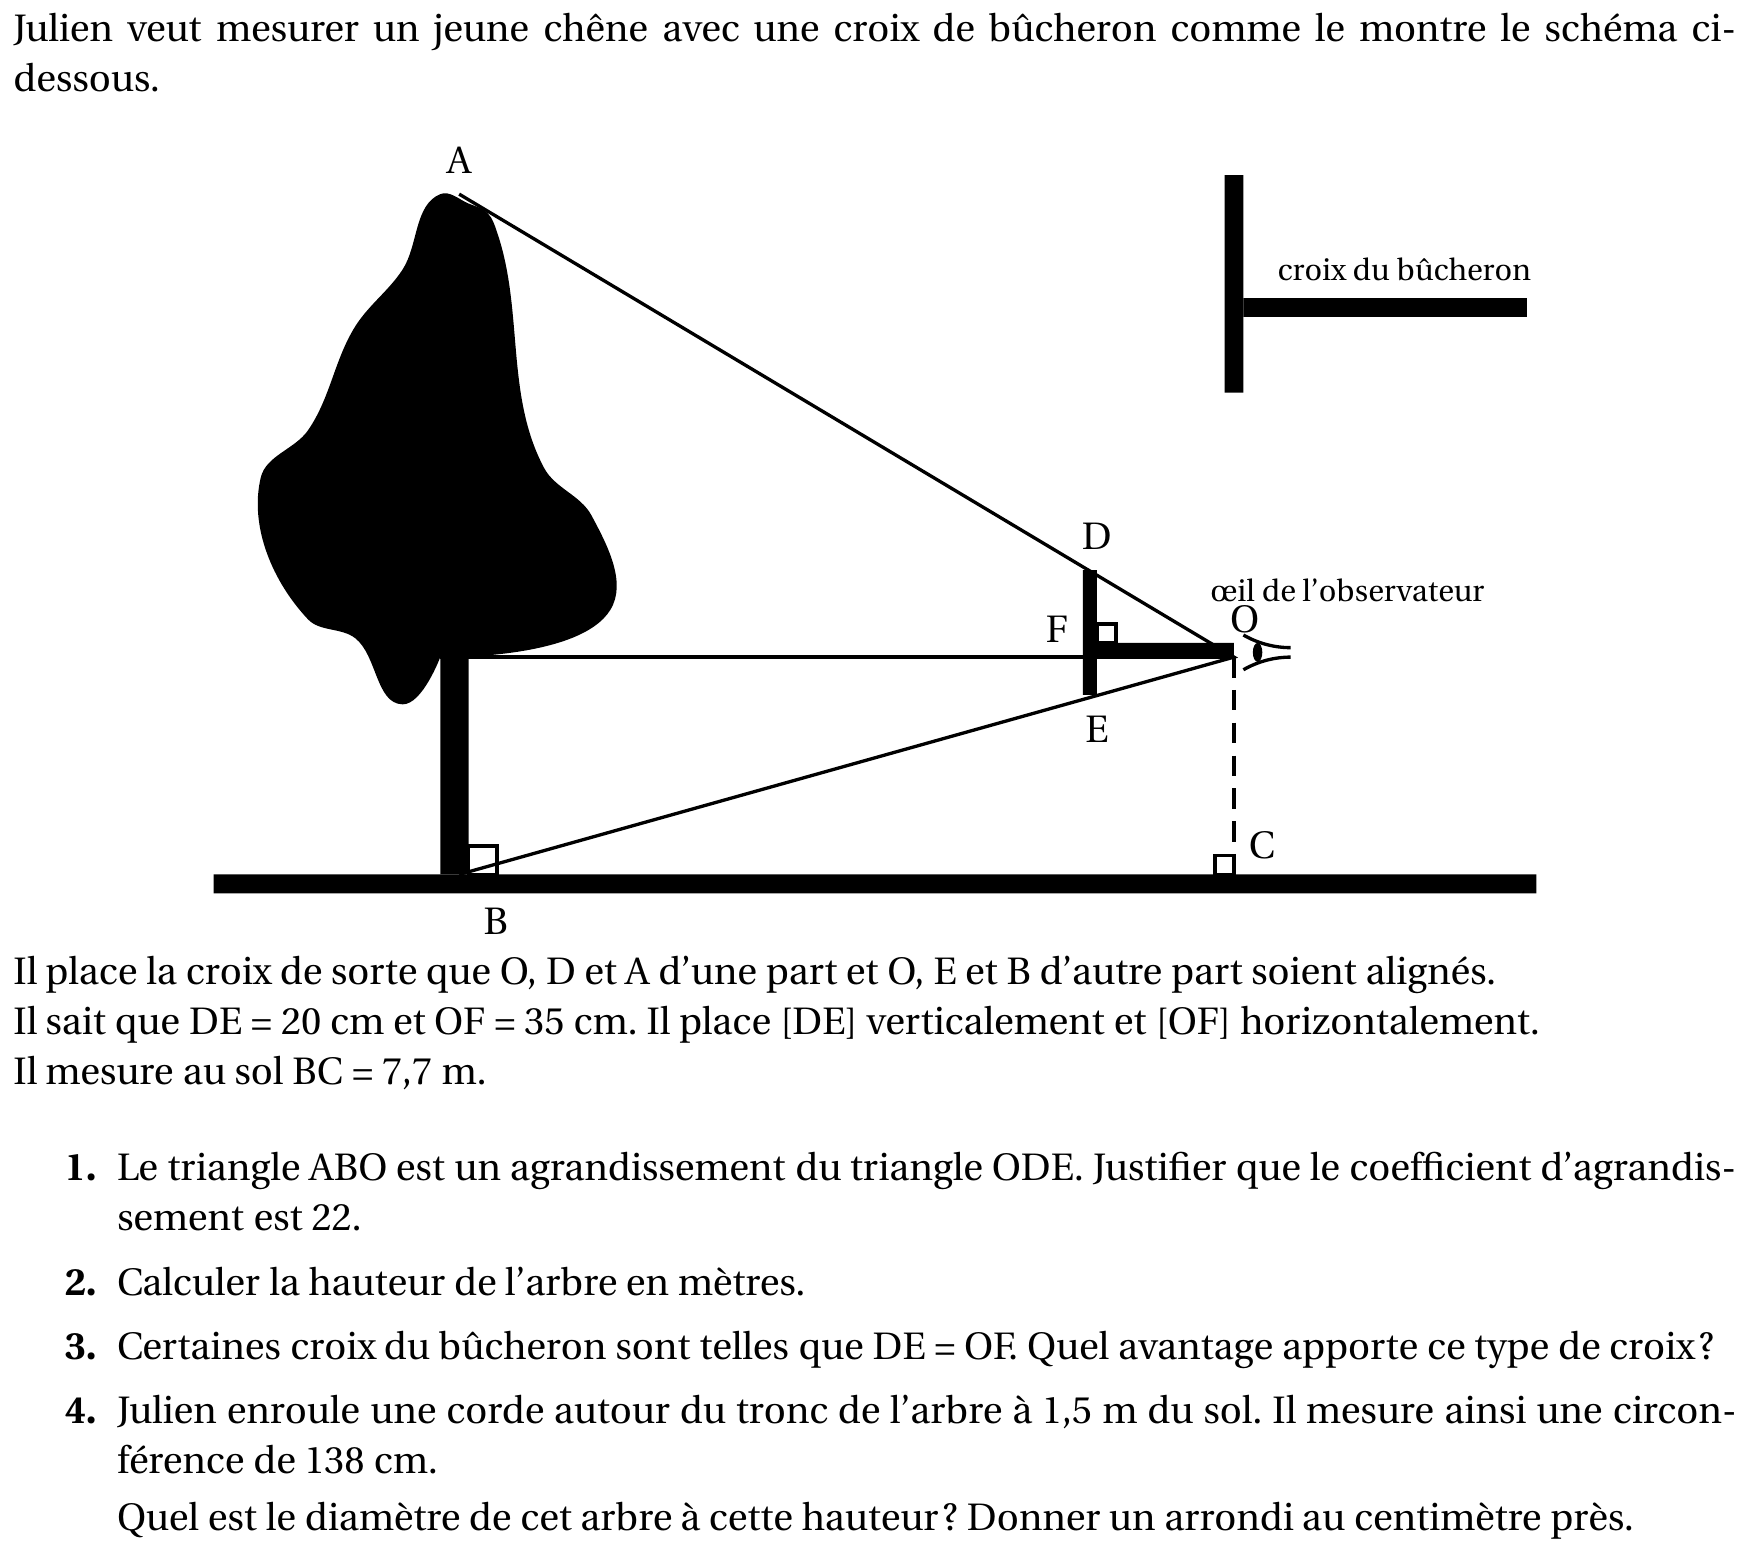 Julien veut mesurer un jeune chêne avec une croix de bûcheron comme le montre le schéma ci-
dessous.
A
croix du bûcheron
D
œil de l'observateur
F
O
E
C
B
Il place la croix de sorte que O, D et A d'une part et O, E et B d'autre part soient alignés.
Il sait que DE = 20 cm et OF = 35 cm. Il place [DE] verticalement et [OF] horizontalement.
Il mesure au sol BC = 7,7 m.
1. Le triangle ABO est un agrandissement du triangle ODE. Justifier que le coefficient d'agrandis-
sement est 22.
2. Calculer la hauteur de l'arbre en mètres.
3. Certaines croix du bûcheron sont telles que DE = OF. Quel avantage apporte ce type de croix?
4. Julien enroule une corde autour du tronc de l'arbre à 1,5 m du sol. Il mesure ainsi une circon-
férence de 138 cm.
Quel est le diamètre de cet arbre à cette hauteur? Donner un arrondi au centimètre près.